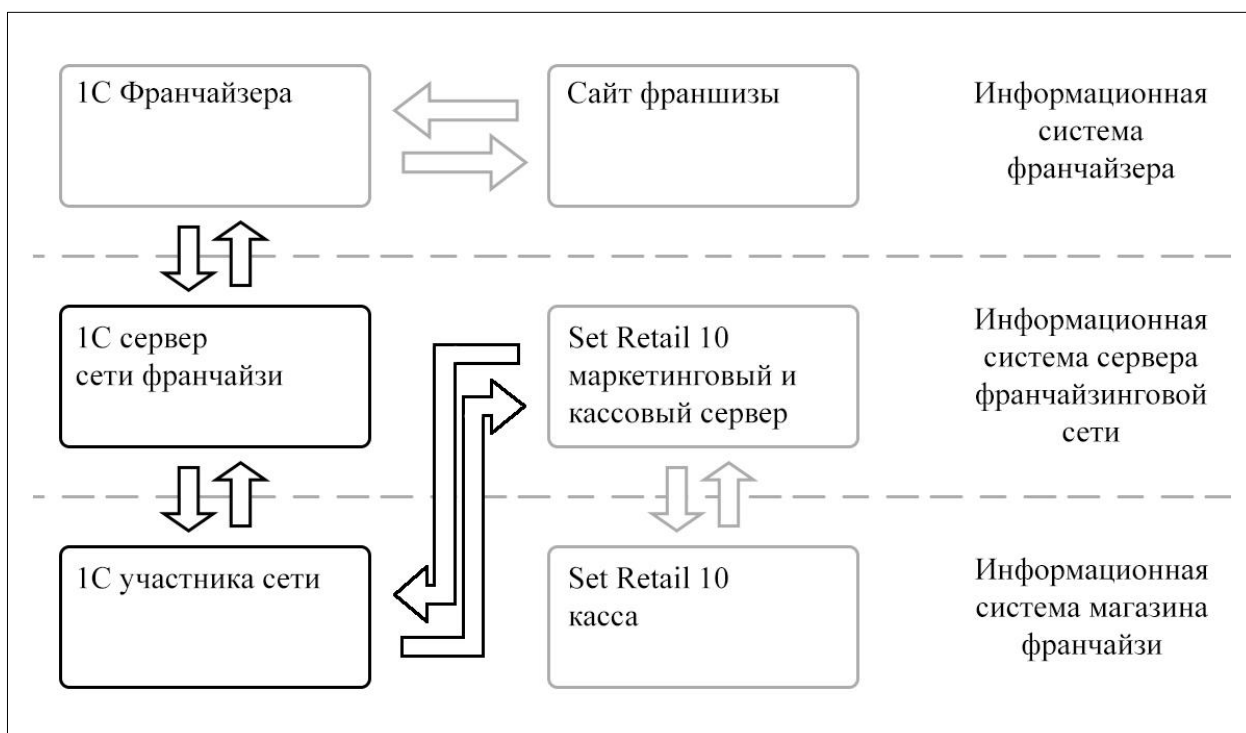 1С Франчайзера
Сайт франшизы
Информационная
система
франчайзера
1С сервер
сети франчайзи
Set Retail 10
маркетинговый и
кассовый сервер
Информационная
система сервера
франчайзинговой
сети
1С участника сети
Set Retail 10
касса
Информационная
система магазина
франчайзи